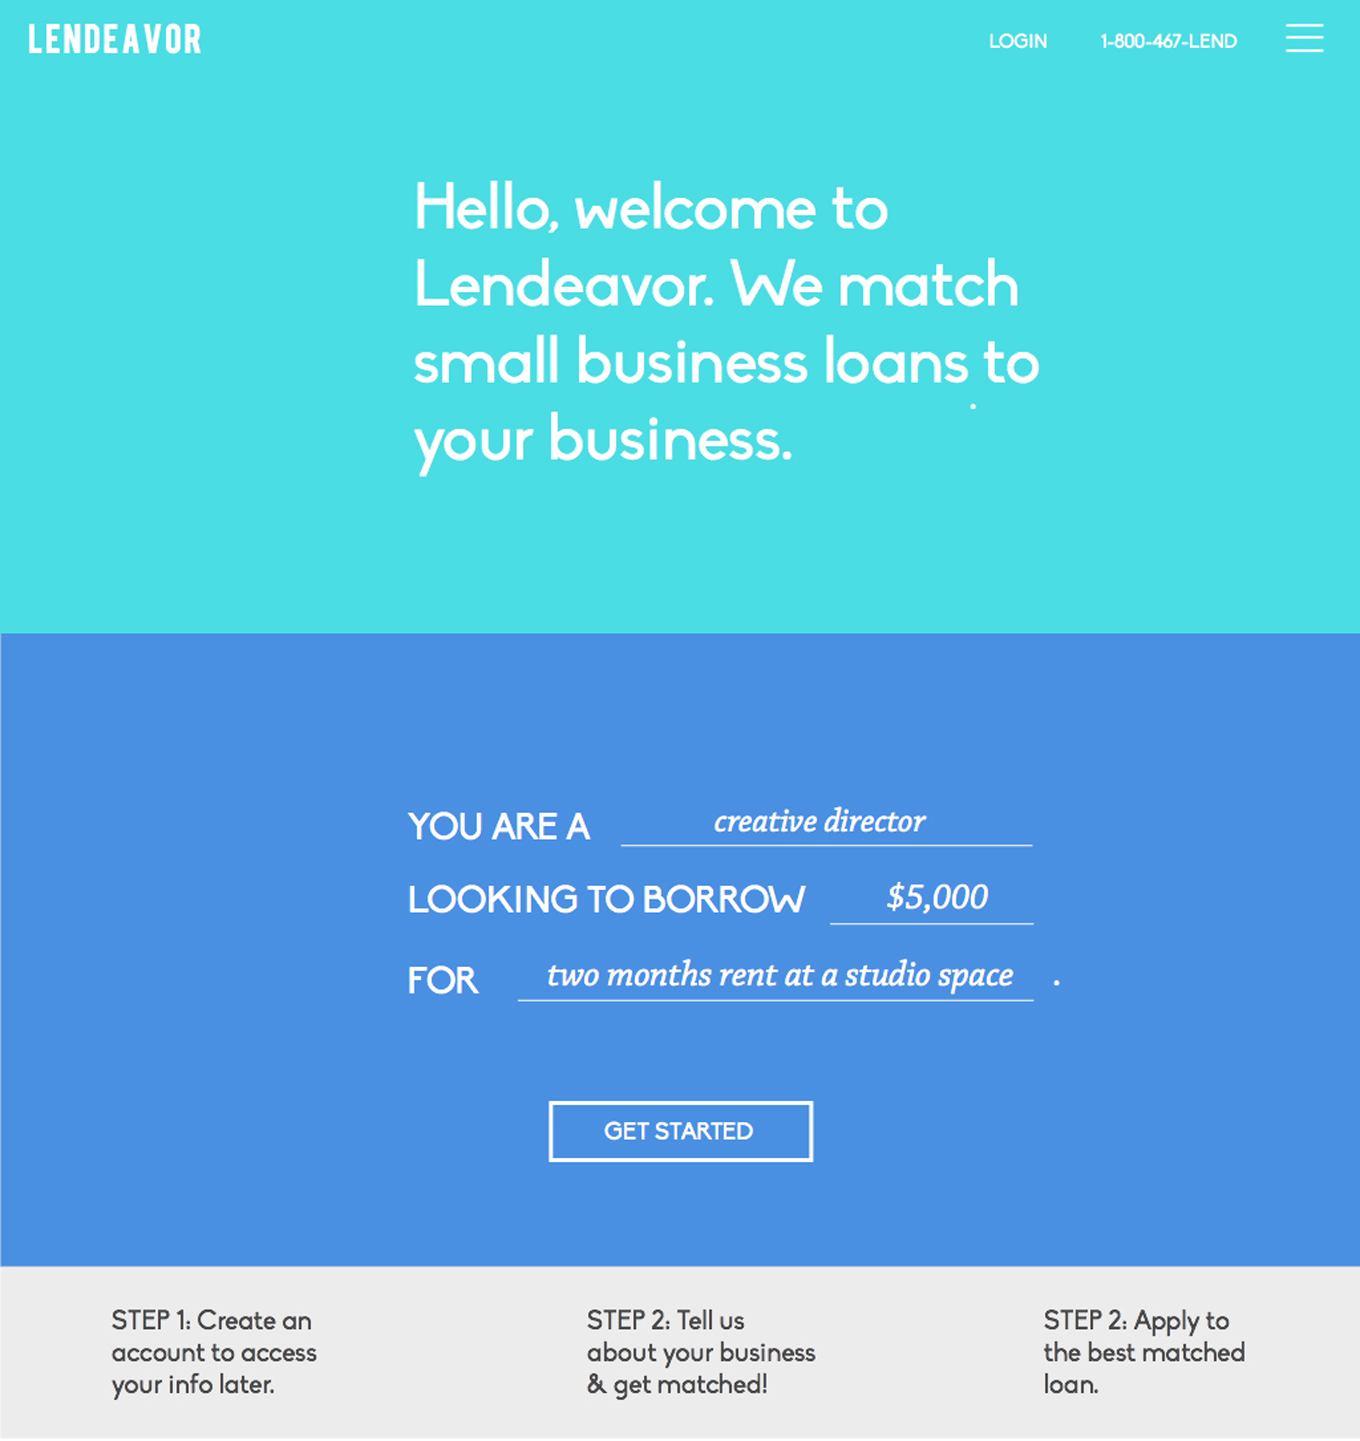 LENDEAVOR
LOGIN 1-800-467-LEND
Hello, welcome to
Lendeavor. We match
small business loans to
your business.
YOU ARE A creative director
LOOKING TO BORROW $5,000
FOR two months rent at a studio space .
GET STARTED
STEP 1: Create an
account to access
your info later.
STEP 2: Tell us
about your business
& get matched!
STEP 2: Apply to
the best matched
loan.